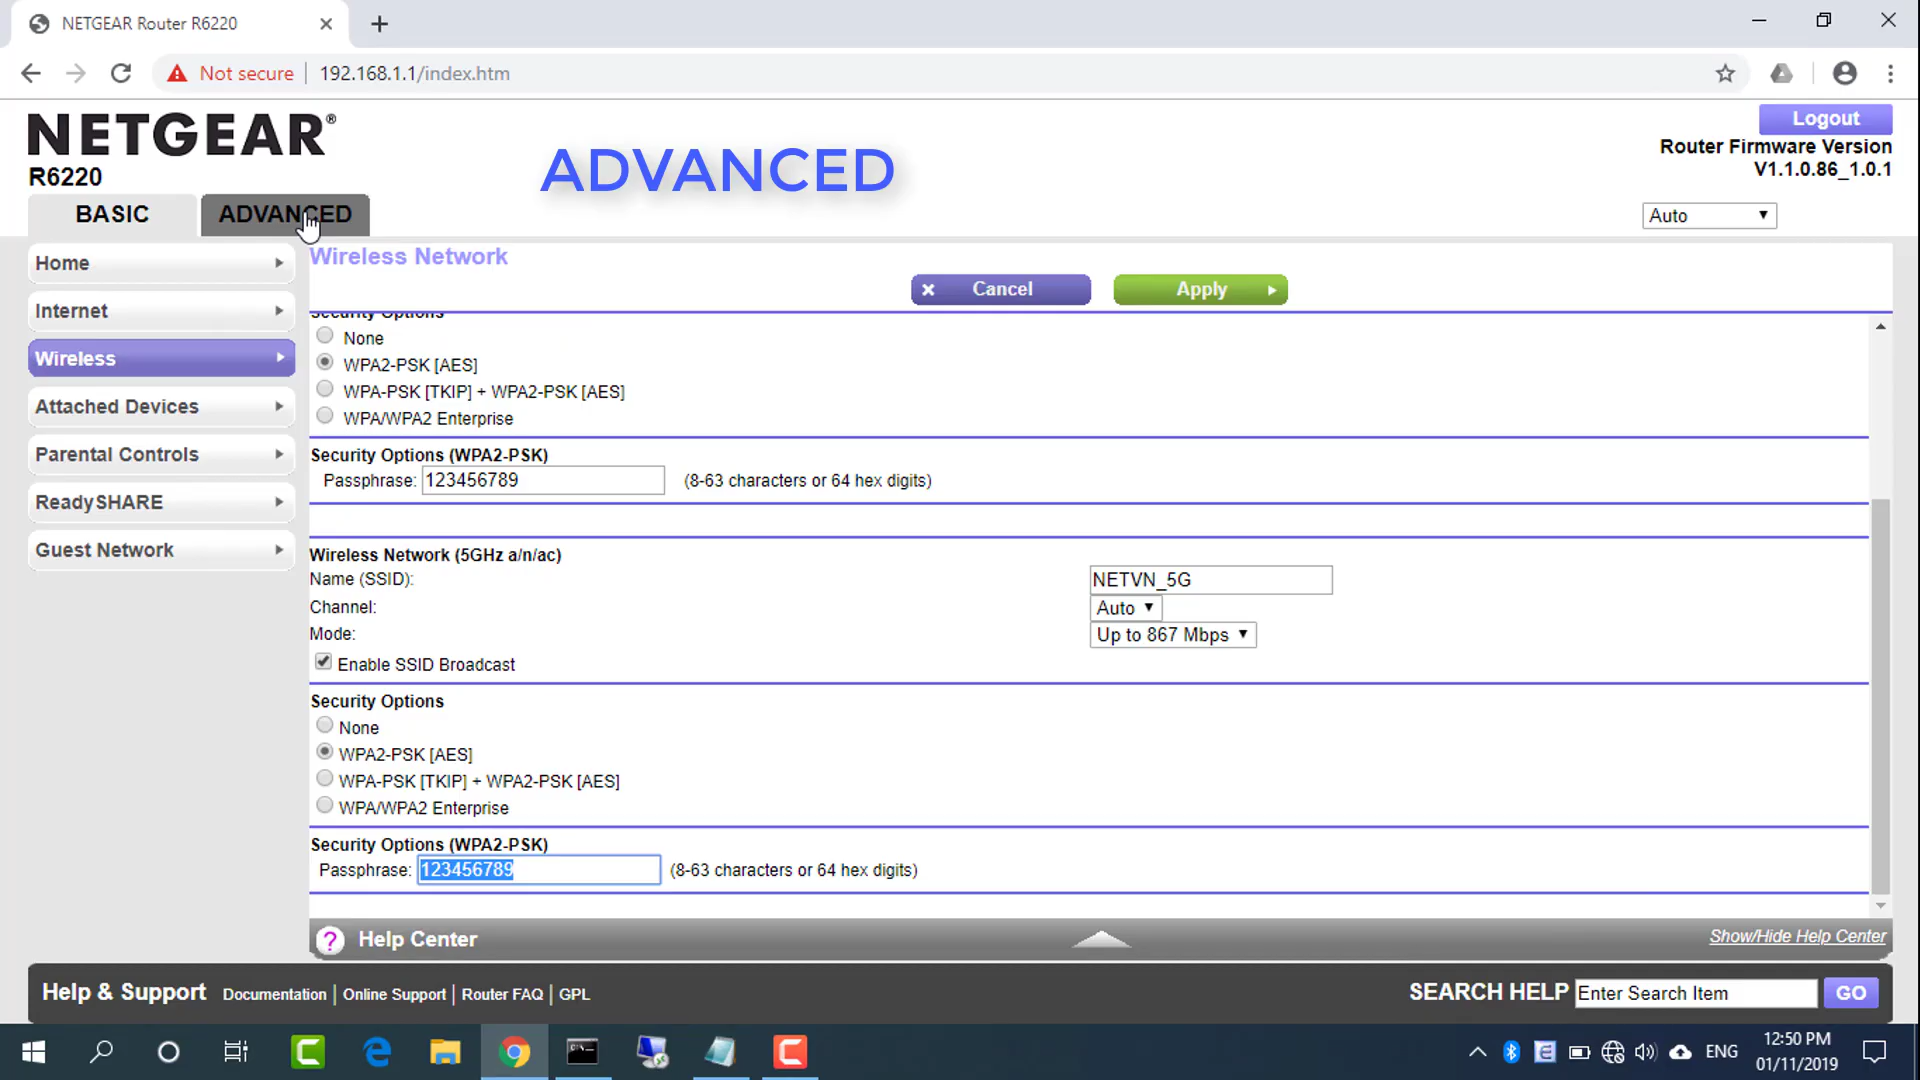 NETGEAR Router R6220
Not secure
192.168.1.1/index.htm
NETGEAR®
R6220
ADVANCED
Logout
Router Firmware Version
V1.1.0.86_1.0.1
BASIC
ADVANCED
Auto
Home
Internet
Wireless
Attached Devices
Parental Controls
ReadySHARE
Guest Network
Wireless Network
Cancel
Apply
Security Options
None
WPA2-PSK [AES]
WPA-PSK [TKIP] + WPA2-PSK [AES]
WPA/WPA2 Enterprise
Security Options (WPA2-PSK)
Passphrase: 123456789 (8-63 characters or 64 hex digits)
Wireless Network (5GHz a/n/ac)
Name (SSID): NETVN_5G
Channel: Auto
Mode: Up to 867 Mbps
Enable SSID Broadcast
Security Options
None
WPA2-PSK [AES]
WPA-PSK [TKIP] + WPA2-PSK [AES]
WPA/WPA2 Enterprise
Security Options (WPA2-PSK)
Passphrase: 123456789 (8-63 characters or 64 hex digits)
? Help Center
Show/Hide Help Center
Help & Support Documentation | Online Support | Router FAQ | GPL
SEARCH HELP Enter Search Item GO
ENG
12:50 PM
01/11/2019